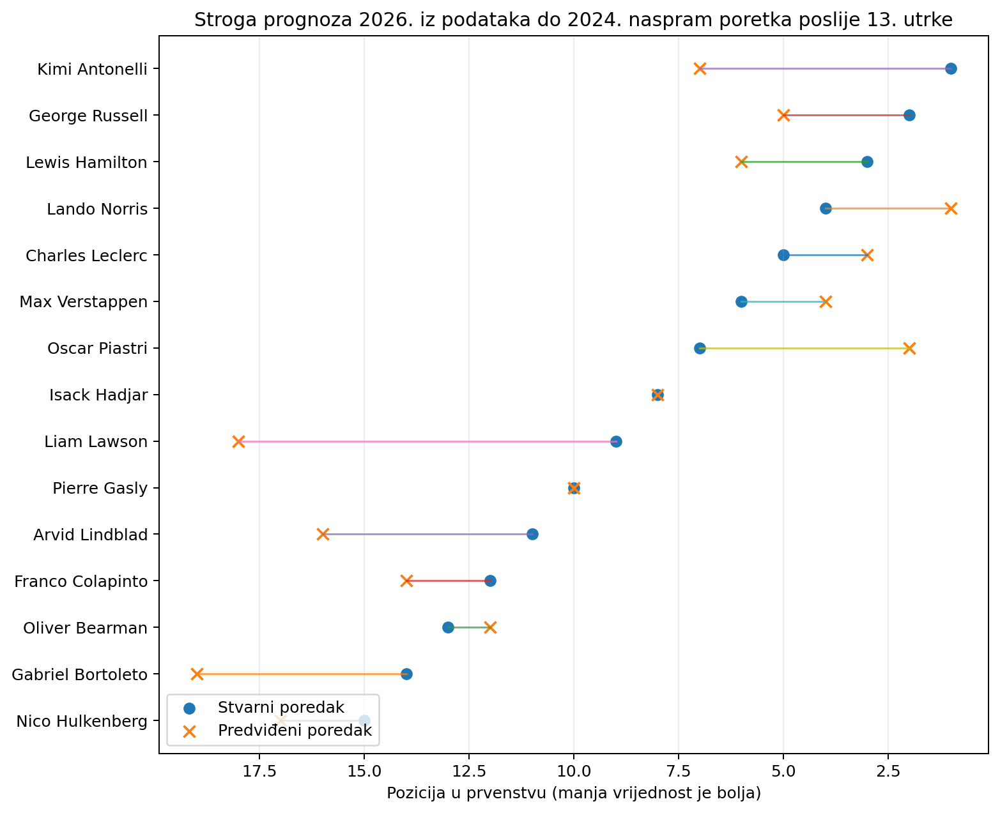 Stroga prognoza 2026. iz podataka do 2024. naspram poretka poslije 13. utrke
Kimi Antonelli
George Russell
Lewis Hamilton
Lando Norris
Charles Leclerc
Max Verstappen
Oscar Piastri
Isack Hadjar
Liam Lawson
Pierre Gasly
Arvid Lindblad
Franco Colapinto
Oliver Bearman
Gabriel Bortoleto
Nico Hulkenberg
Stvarni poredak
Predviđeni poredak
17.5 15.0 12.5 10.0 7.5 5.0 2.5
Pozicija u prvenstvu (manja vrijednost je bolja)